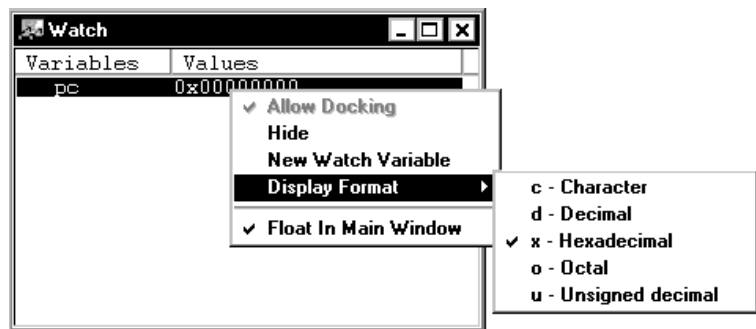 Watch
Variables Values
pc 0x00000000
Allow Docking
Hide
New Watch Variable
Display Format
Float In Main Window
c - Character
d - Decimal
x - Hexadecimal
o - Octal
u - Unsigned decimal